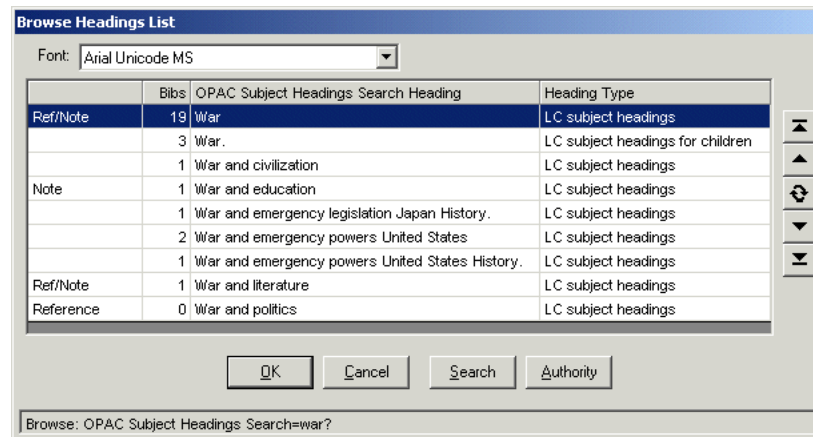 Browse Headings List
Font: Arial Unicode MS
Bibs OPAC Subject Headings Search Heading Heading Type
Ref/Note 19 War LC subject headings
3 War. LC subject headings for children
1 War and civilization LC subject headings
Note 1 War and education LC subject headings
1 War and emergency legislation Japan History. LC subject headings
2 War and emergency powers United States LC subject headings
1 War and emergency powers United States History. LC subject headings
Ref/Note 1 War and literature LC subject headings
Reference 0 War and politics LC subject headings
OK Cancel Search Authority
Browse: OPAC Subject Headings Search=war?